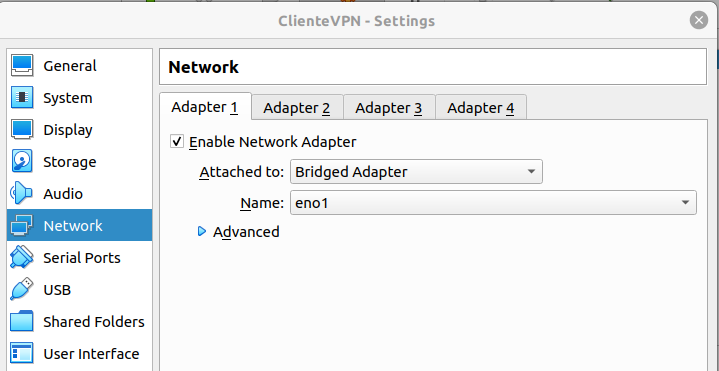 ClienteVPN - Settings
General
System
Display
Storage
Audio
Network
Serial Ports
USB
Shared Folders
User Interface
Network
Adapter 1 Adapter 2 Adapter 3 Adapter 4
Enable Network Adapter
Attached to: Bridged Adapter
Name: eno1
Advanced